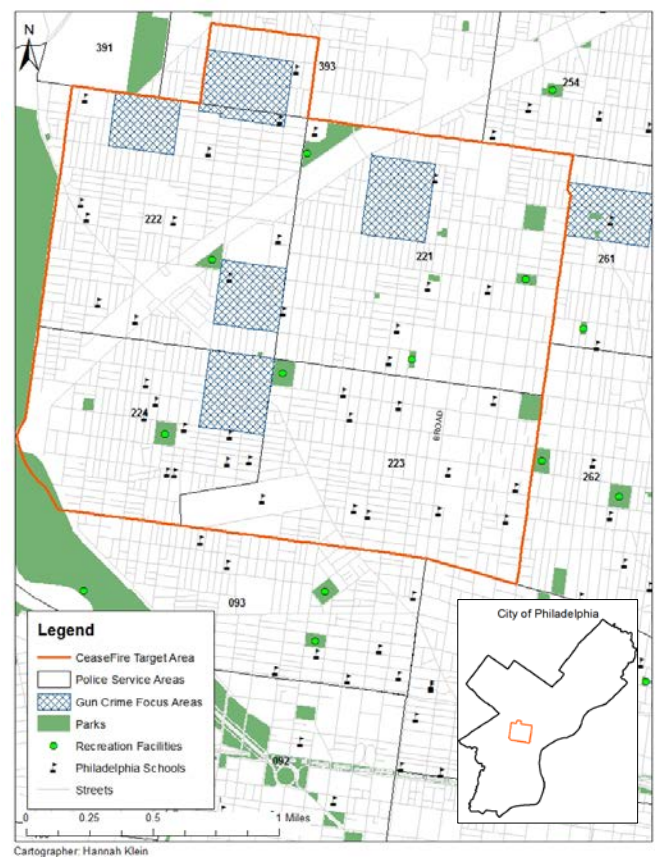 N
391
393
254
222
221
261
224
BROAD
223
262
093
City of Philadelphia
Legend
CeaseFire Target Area
Police Service Areas
Gun Crime Focus Areas
Parks
Recreation Facilities
Philadelphia Schools
Streets
092
0 0.25 0.5 1 Miles
Cartographer: Hannah Klein